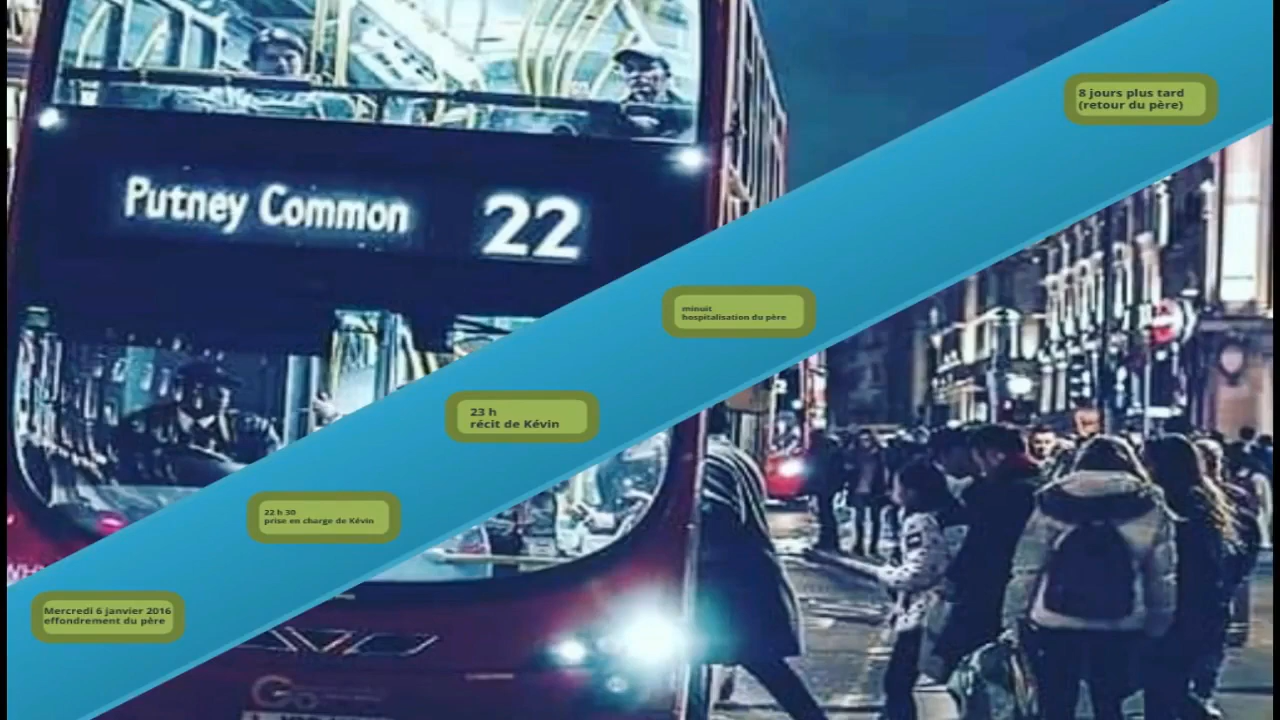 Putney Common 22
8 jours plus tard
(retour du père)
minuit
hospitalisation du père
23 h
récit de Kévin
22 h 30
prise en charge de Kévin
Mercredi 6 janvier 2016
effondrement du père
Go